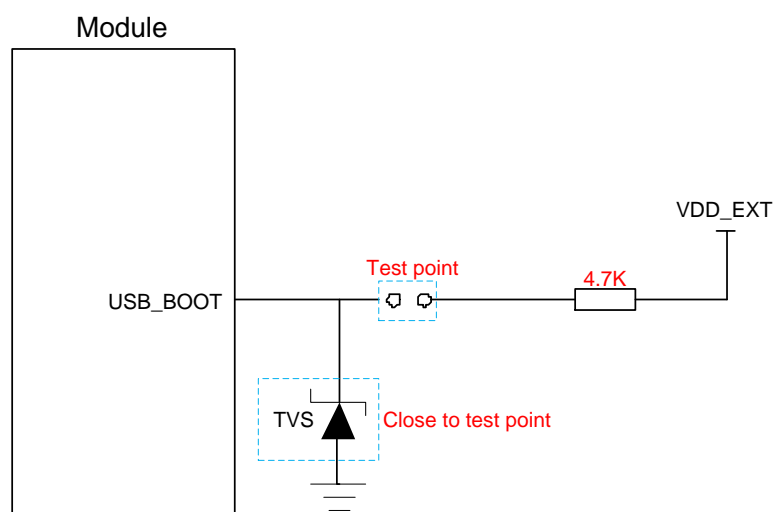 Module
VDD_EXT
Test point
4.7K
USB_BOOT
TVS
Close to test point